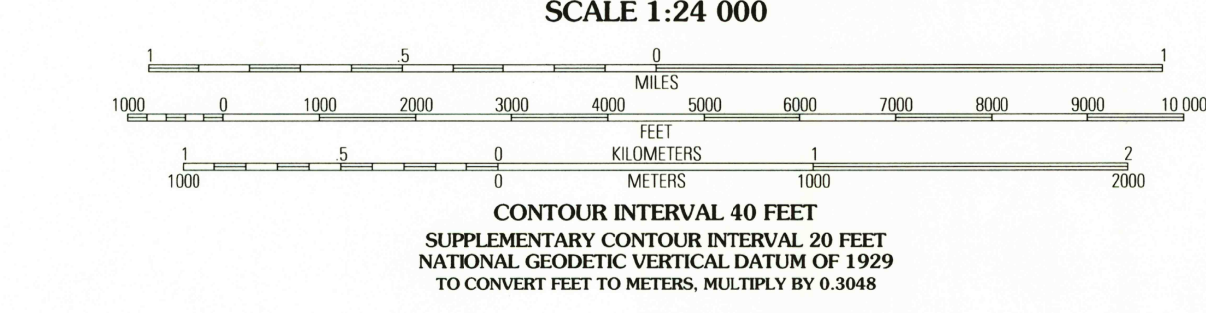 SCALE 1:24 000
1 .5 0 1
MILES
1000 0 1000 2000 3000 4000 5000 6000 7000 8000 9000 10 000
FEET
1 .5 0 KILOMETERS 1 2
1000 0 METERS 1000 2000
CONTOUR INTERVAL 40 FEET
SUPPLEMENTARY CONTOUR INTERVAL 20 FEET
NATIONAL GEODETIC VERTICAL DATUM OF 1929
TO CONVERT FEET TO METERS, MULTIPLY BY 0.3048